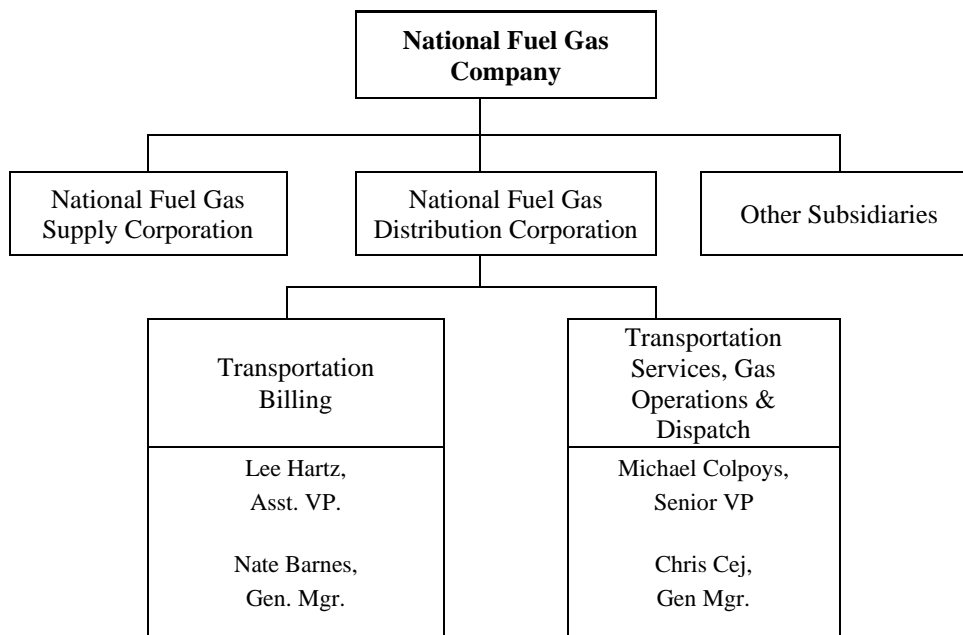 National Fuel Gas
Company
National Fuel Gas
Supply Corporation
National Fuel Gas
Distribution Corporation
Other Subsidiaries
Transportation
Billing
Lee Hartz,
Asst. VP.
Nate Barnes,
Gen. Mgr.
Transportation
Services, Gas
Operations &
Dispatch
Michael Colpoys,
Senior VP
Chris Cej,
Gen Mgr.